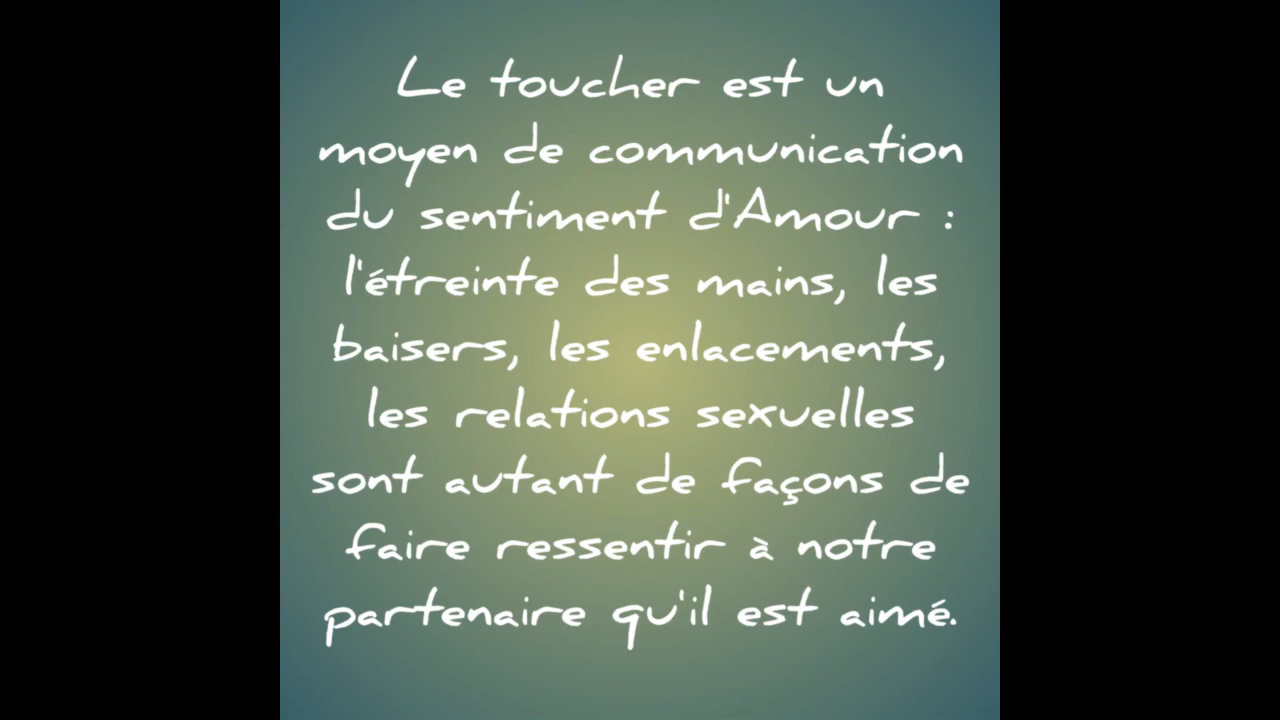 Le toucher est un
moyen de communication
du sentiment d'Amour :
l'étreinte des mains, les
baisers, les enlacements,
les relations sexuelles
sont autant de façons de
faire ressentir à notre
partenaire qu'il est aimé.